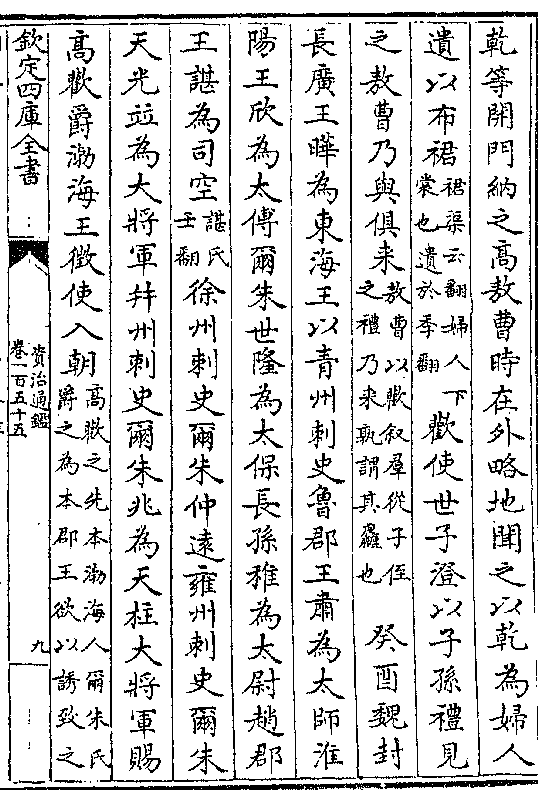 乾等開門納之高敖曹時在外略地聞之以乾為婦人
遺以布裙裙渠云翻婦人下裳也遺於季翻歡使世子澄以子孫禮見
之敖曹乃與俱来敖曹以歡叙羣從子侄之禮乃来孰謂其麤也癸酉魏封
長廣王曄為東海王以青州刺史魯郡王肅為太師淮
陽王欣為太傅爾朱世隆為太保長孫稚為太尉趙郡
王諶為司空諶氏壬翻徐州刺史爾朱仲遠雍州刺史爾朱
天光並為大將軍并州刺史爾朱兆為天柱大將軍賜
高歡爵渤海王徵使入朝高歡之先本渤海人爾朱氏爵之為本郡王欲以誘致之
欽定四庫全書
資治通鑑
卷一百五十五
九